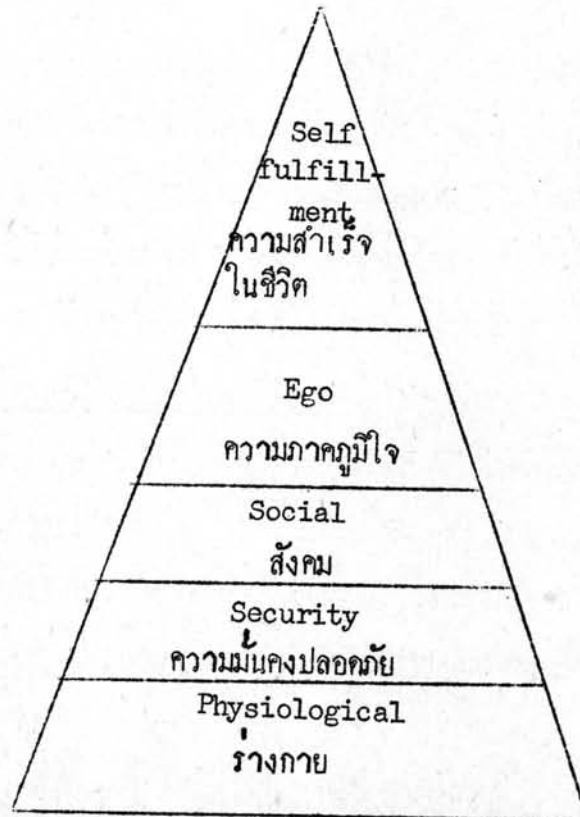 Self
fulfill-
ment
ความสำเร็จ
ในชีวิต
Ego
ความภาคภูมิใจ
Social
สังคม
Security
ความมั่นคงปลอดภัย
Physiological
ร่างกาย